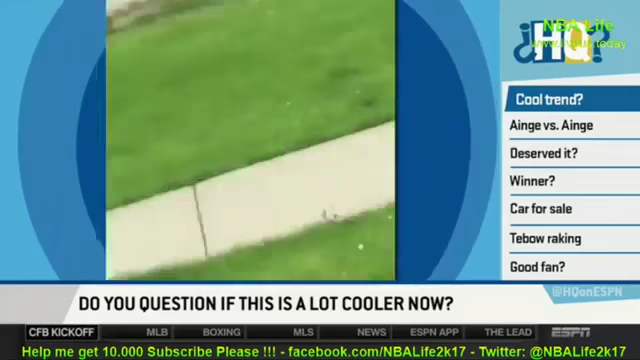 NBA Life
¿HQ?
Cool trend?
Ainge vs. Ainge
Deserved it?
Winner?
Car for sale
Tebow raking
Good fan?
@HQonESPN
DO YOU QUESTION IF THIS IS A LOT COOLER NOW?
CFB KICKOFF MLB BOXING MLS NEWS ESPN APP THE LEAD ESPN
Help me get 10.000 Subscribe Please !!! - facebook.com/NBALife2k17 - Twitter: @NBALife2k17